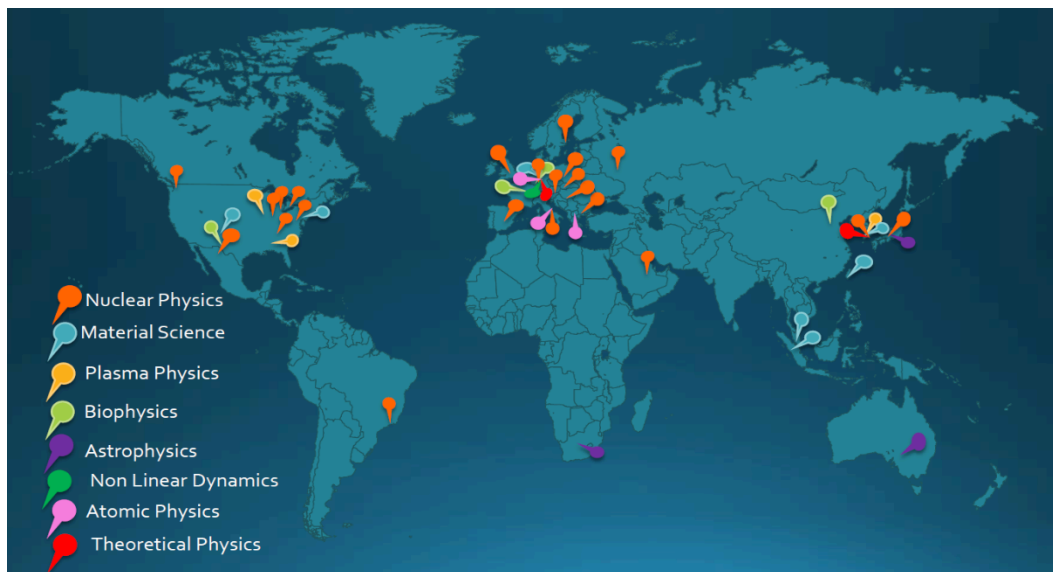 Nuclear Physics
Material Science
Plasma Physics
Biophysics
Astrophysics
Non Linear Dynamics
Atomic Physics
Theoretical Physics